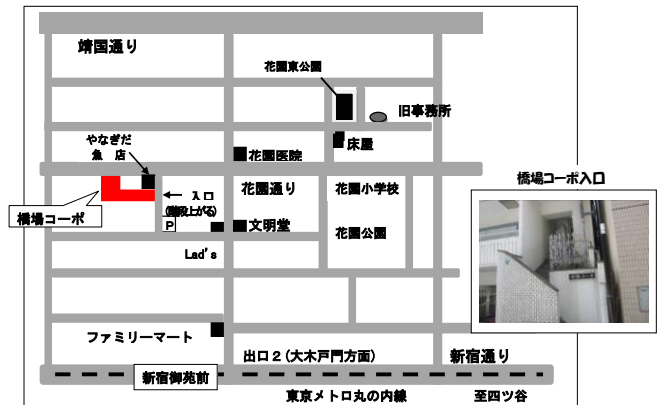 靖国通り
花園東公園
旧事務所
やなぎだ
魚 店
床屋
花園医院
橋場コーポ入口
入口
(階段上がる)
花園通り
花園小学校
橋場コーポ
P
文明堂
花園公園
Lad's
ファミリーマート
出口2(大木戸門方面)
新宿通り
新宿御苑前
東京メトロ丸の内線
至四ツ谷